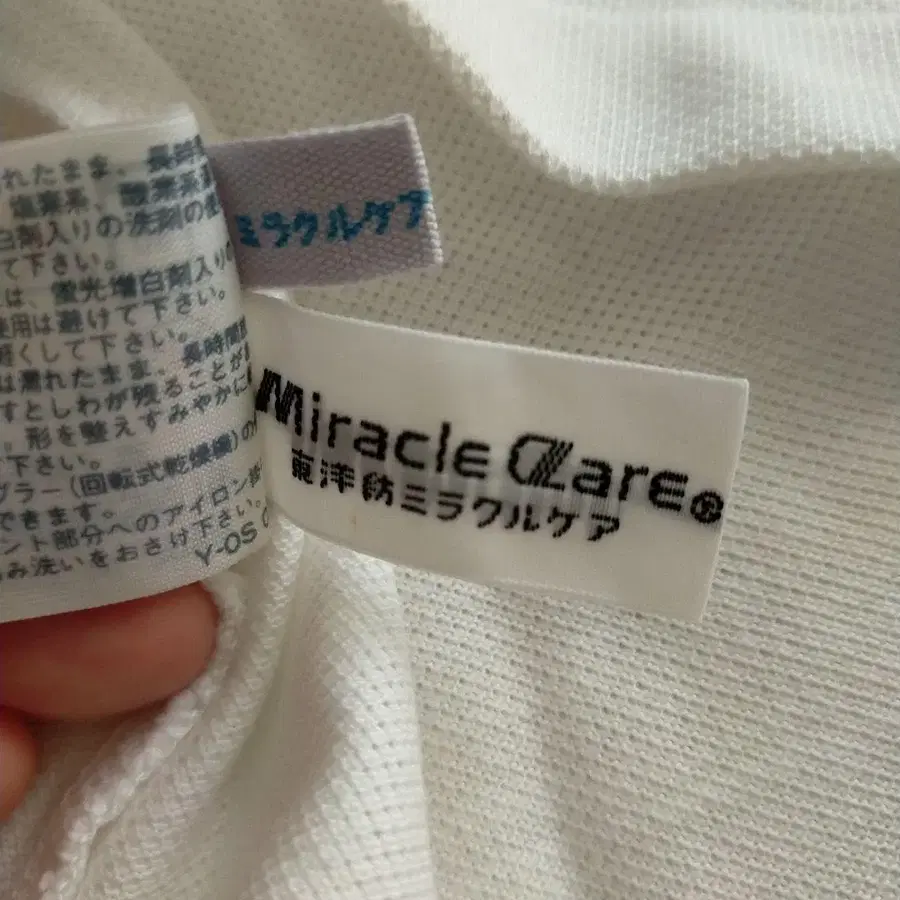 れたまま、長時
塩素系、酸素系
白剤入りの洗剤の使
て下さい。
は、蛍光増白剤入りの
使用は避けて下さい。
軽くして下さい。
は濡れたまま、長時間
すとしわが残ることが
、形を整えすみやかに
下さい。
ブラー(回転式乾燥機)の
できます。
ント部分へのアイロン掛
み洗いをおさけ下さい。
Y-OS
ミラクルケア
Miracle Care®
東洋紡ミラクルケア